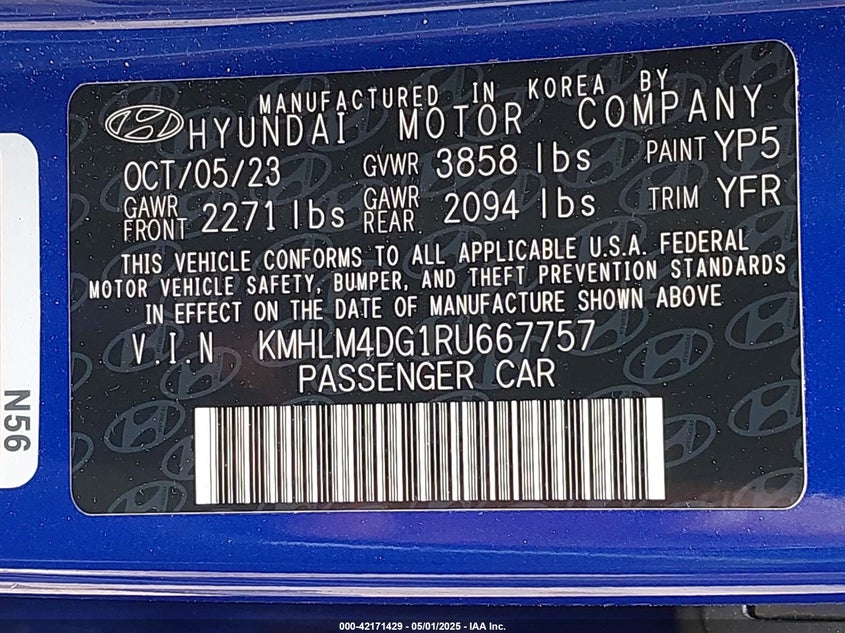 MANUFACTURED IN KOREA BY
HYUNDAI MOTOR COMPANY
OCT/05/23 GVWR 3858 lbs PAINT YP5
GAWR FRONT 2271 lbs GAWR REAR 2094 lbs TRIM YFR
THIS VEHICLE CONFORMS TO ALL APPLICABLE U.S.A. FEDERAL
MOTOR VEHICLE SAFETY, BUMPER, AND THEFT PREVENTION STANDARDS
IN EFFECT ON THE DATE OF MANUFACTURE SHOWN ABOVE
V.I.N KMHLM4DG1RU667757
PASSENGER CAR
N56
000-42171429 - 05/01/2025 - IAA Inc.